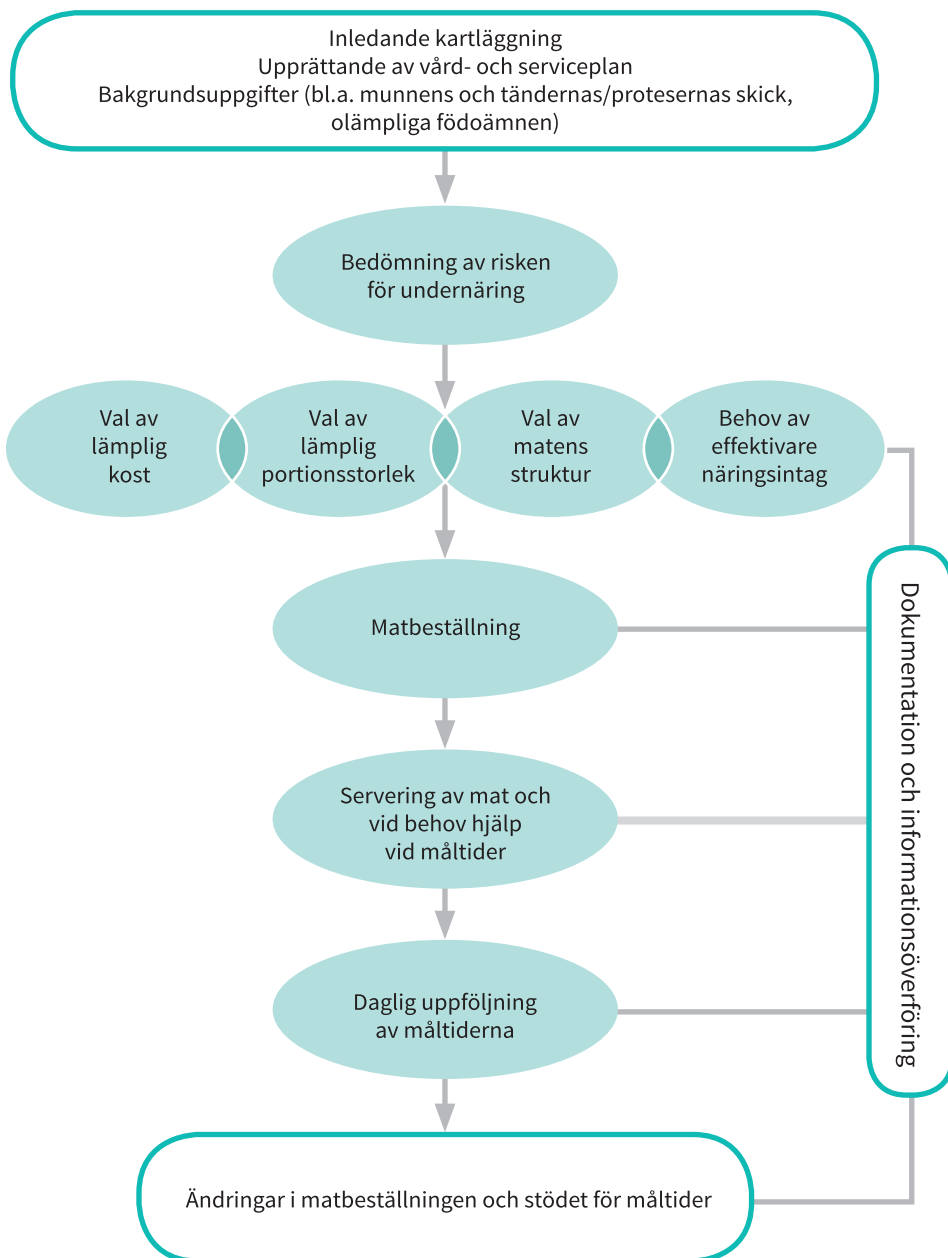 Inledande kartläggning
Upprättande av vård- och serviceplan
Bakgrundsuppgifter (bl.a. munnens och tändernas/protesernas skick,
olämpliga födoämnen)
Bedömning av risken
för undernäring
Val av
lämplig
kost
Val av
lämplig
portionsstorlek
Val av
matens
struktur
Behov av
effektivare
näringsintag
Matbeställning
Servering av mat och
vid behov hjälp
vid måltider
Daglig uppföljning
av måltiderna
Dokumentation och informationsöverföring
Ändringar i matbeställningen och stödet för måltider